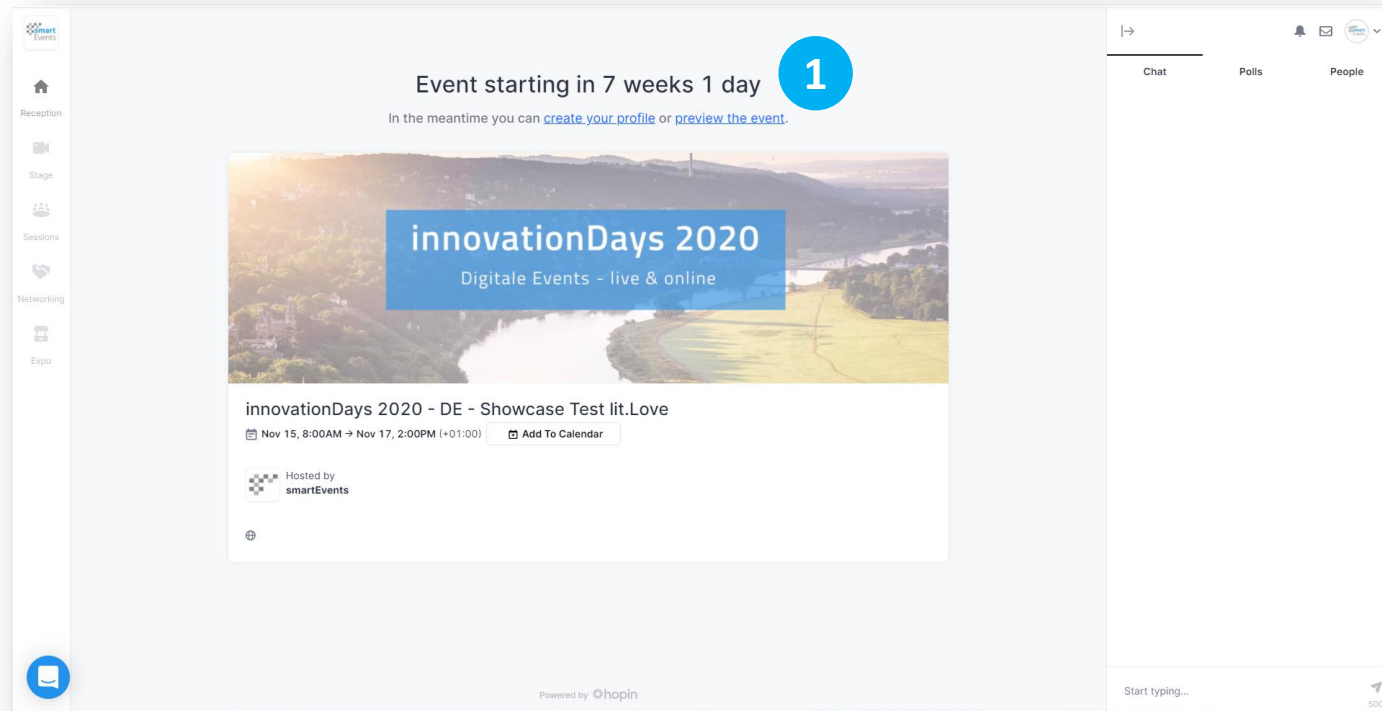 smart
Events
Reception
Stage
Sessions
Networking
Expo
Event starting in 7 weeks 1 day
1
In the meantime you can create your profile or preview the event.
innovationDays 2020
Digitale Events - live & online
innovationDays 2020 - DE - Showcase Test lit.Love
Nov 15, 8:00AM → Nov 17, 2:00PM (+01:00) Add To Calendar
Hosted by
smartEvents
Powered by hopin
Chat Polls People
Start typing...
500